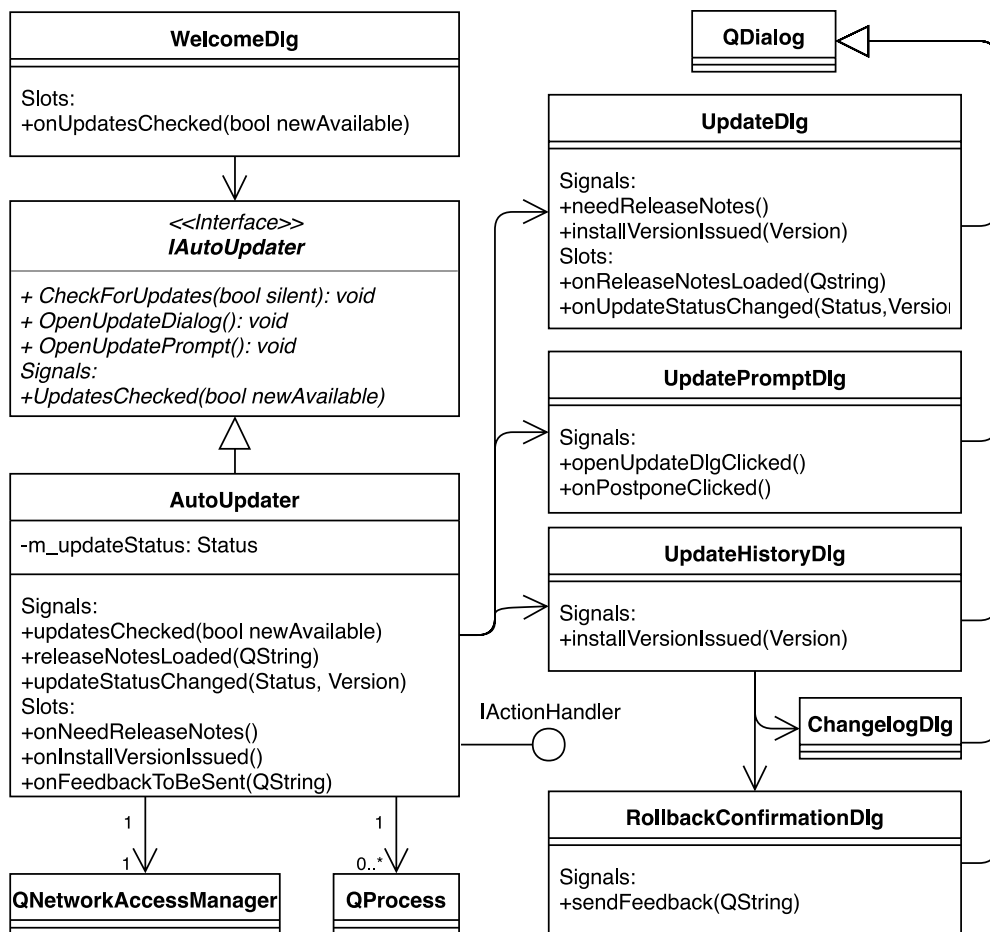 WelcomeDlg
Slots:
+onUpdatesChecked(bool newAvailable)
<<Interface>>
IAutoUpdater
+ CheckForUpdates(bool silent): void
+ OpenUpdateDialog(): void
+ OpenUpdatePrompt(): void
Signals:
+UpdatesChecked(bool newAvailable)
AutoUpdater
-m_updateStatus: Status
Signals:
+updatesChecked(bool newAvailable)
+releaseNotesLoaded(QString)
+updateStatusChanged(Status, Version)
Slots:
+onNeedReleaseNotes()
+onInstallVersionIssued()
+onFeedbackToBeSent(QString)
1
1
1
0..*
QNetworkAccessManager
QProcess
IActionHandler
QDialog
UpdateDlg
Signals:
+needReleaseNotes()
+installVersionIssued(Version)
Slots:
+onReleaseNotesLoaded(Qstring)
+onUpdateStatusChanged(Status,Version
UpdatePromptDlg
Signals:
+openUpdateDlgClicked()
+onPostponeClicked()
UpdateHistoryDlg
Signals:
+installVersionIssued(Version)
ChangelogDlg
RollbackConfirmationDlg
Signals:
+sendFeedback(QString)